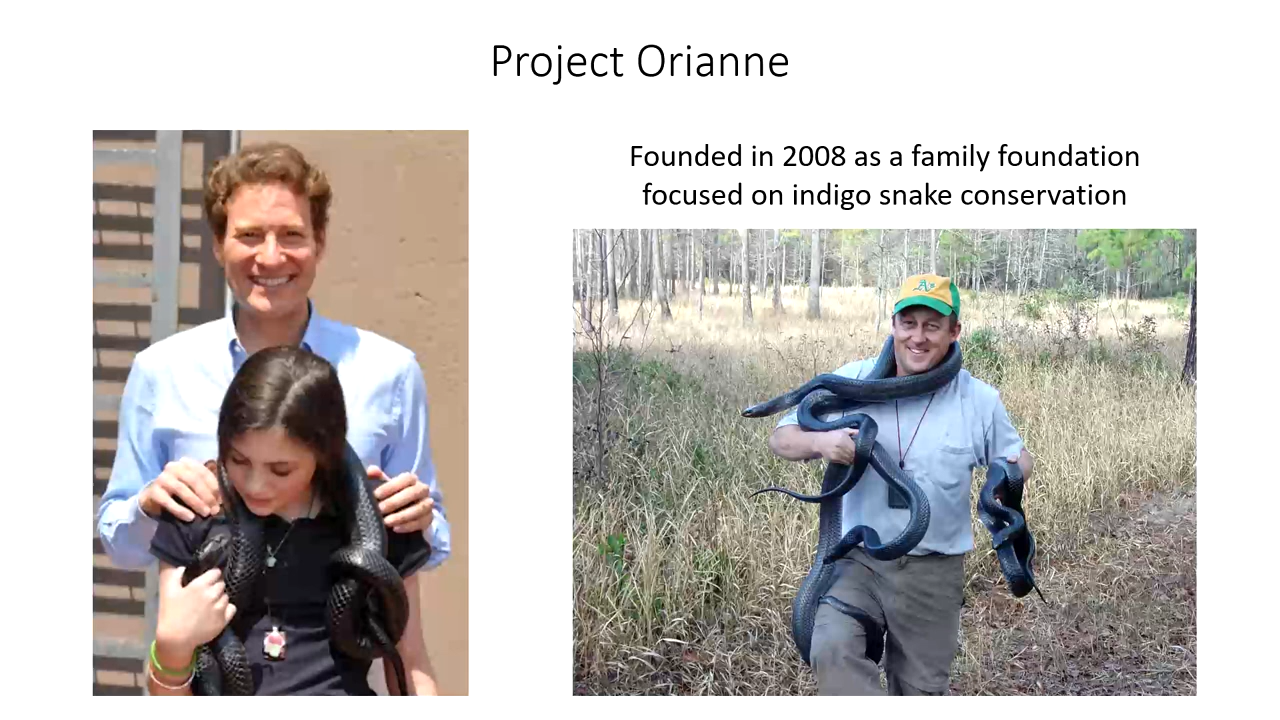 Project Orianne
Founded in 2008 as a family foundation
focused on indigo snake conservation
A's